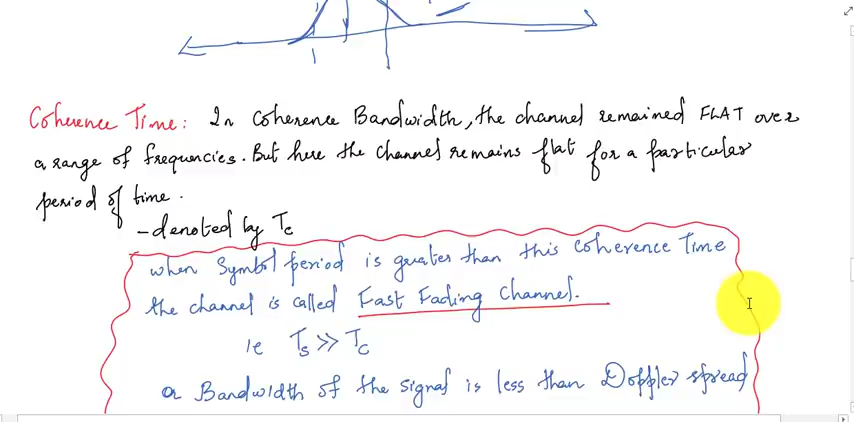 Coherence Time: In Coherence Bandwidth, the channel remained FLAT over
a range of frequencies. But here the channel remains flat for a particular
period of time.
- denoted by Tc
when Symbol period is greater than this coherence Time
the channel is called Fast Fading Channel.
ie Ts >> Tc
or Bandwidth of the signal is less than Doppler spread